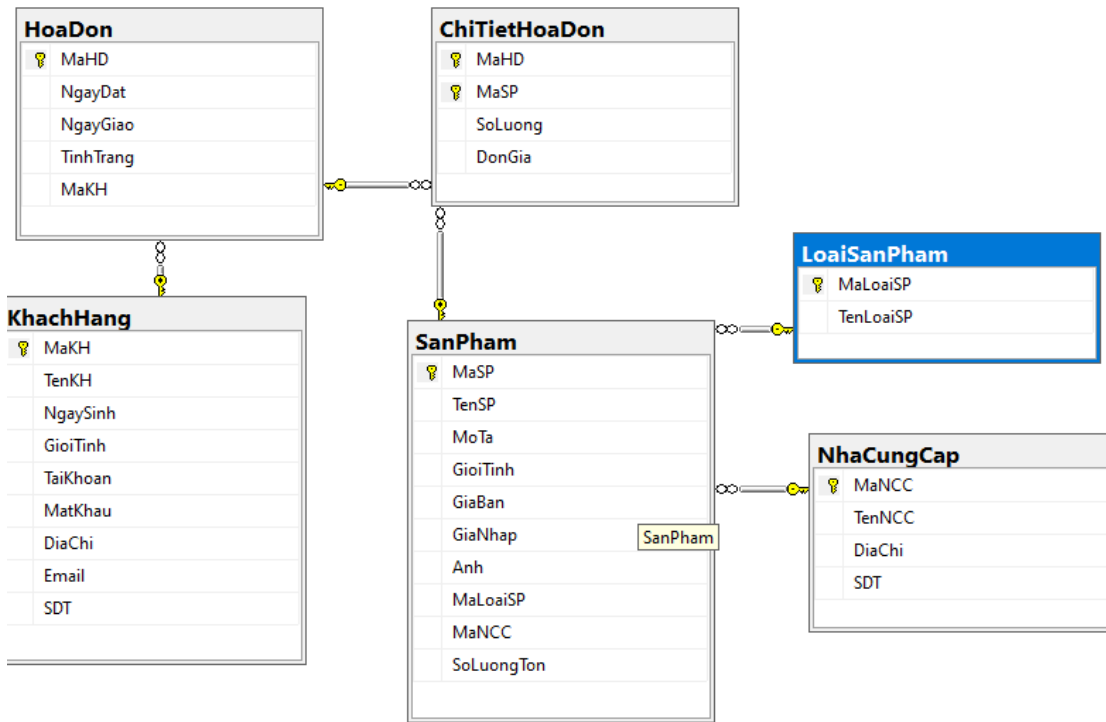 HoaDon
MaHD
NgayDat
NgayGiao
TinhTrang
MaKH
ChiTietHoaDon
MaHD
MaSP
SoLuong
DonGia
LoaiSanPham
MaLoaiSP
TenLoaiSP
KhachHang
MaKH
TenKH
NgaySinh
GioiTinh
TaiKhoan
MatKhau
DiaChi
Email
SDT
SanPham
MaSP
TenSP
MoTa
GioiTinh
GiaBan
GiaNhap
Anh
MaLoaiSP
MaNCC
SoLuongTon
SanPham
NhaCungCap
MaNCC
TenNCC
DiaChi
SDT